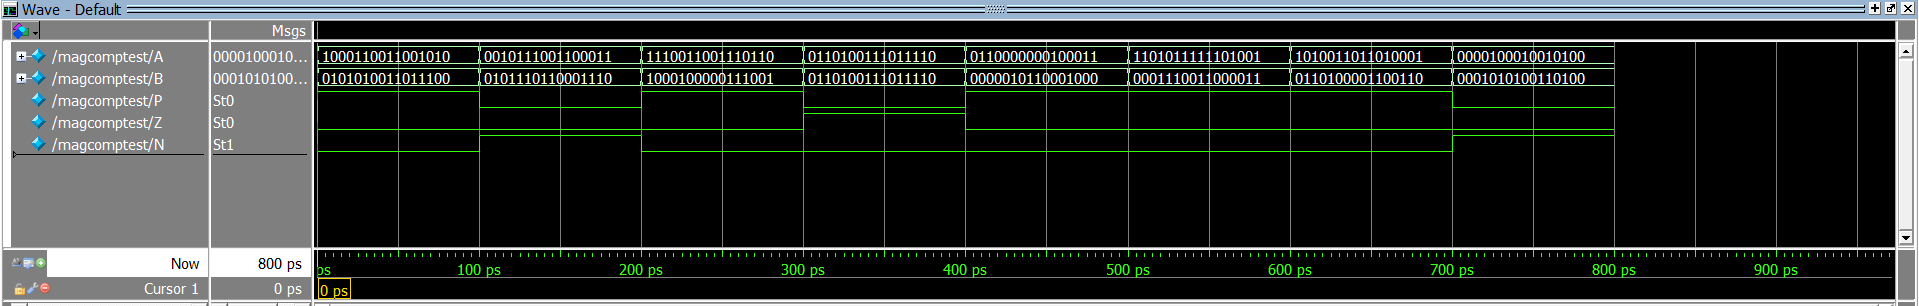 Wave - Default
Msgs
/magcomptest/A 0000100010... 1000110011001010 0010111001100011 1110011001110110 0110100111011110 0110000000100011 1101011111101001 1010011011010001 0000100010010100
/magcomptest/B 0001010100... 0101010011011100 0101110110001110 1000100000111001 0110100111011110 0000010110001000 0001110011000011 0110100001100110 0001010100110100
/magcomptest/P St0
/magcomptest/Z St0
/magcomptest/N St1
Now 800 ps ps 100 ps 200 ps 300 ps 400 ps 500 ps 600 ps 700 ps 800 ps 900 ps
Cursor 1 0 ps 0 ps